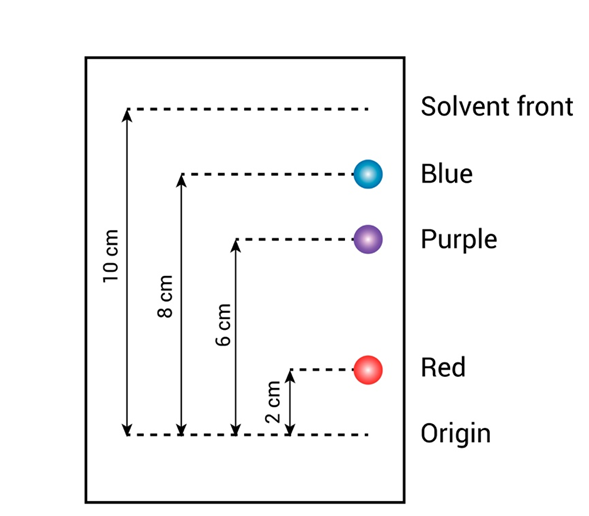 Solvent front
Blue
Purple
Red
Origin
10 cm
8 cm
6 cm
2 cm